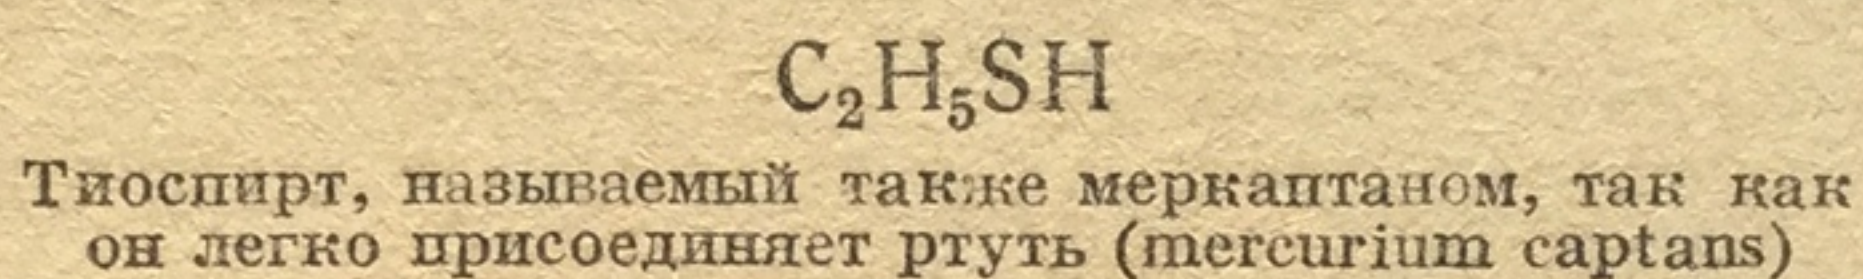 C₂H₅SH
Тиоспирт, называемый также меркаптаном, так как
он легко присоединяет ртуть (mercurium captans)